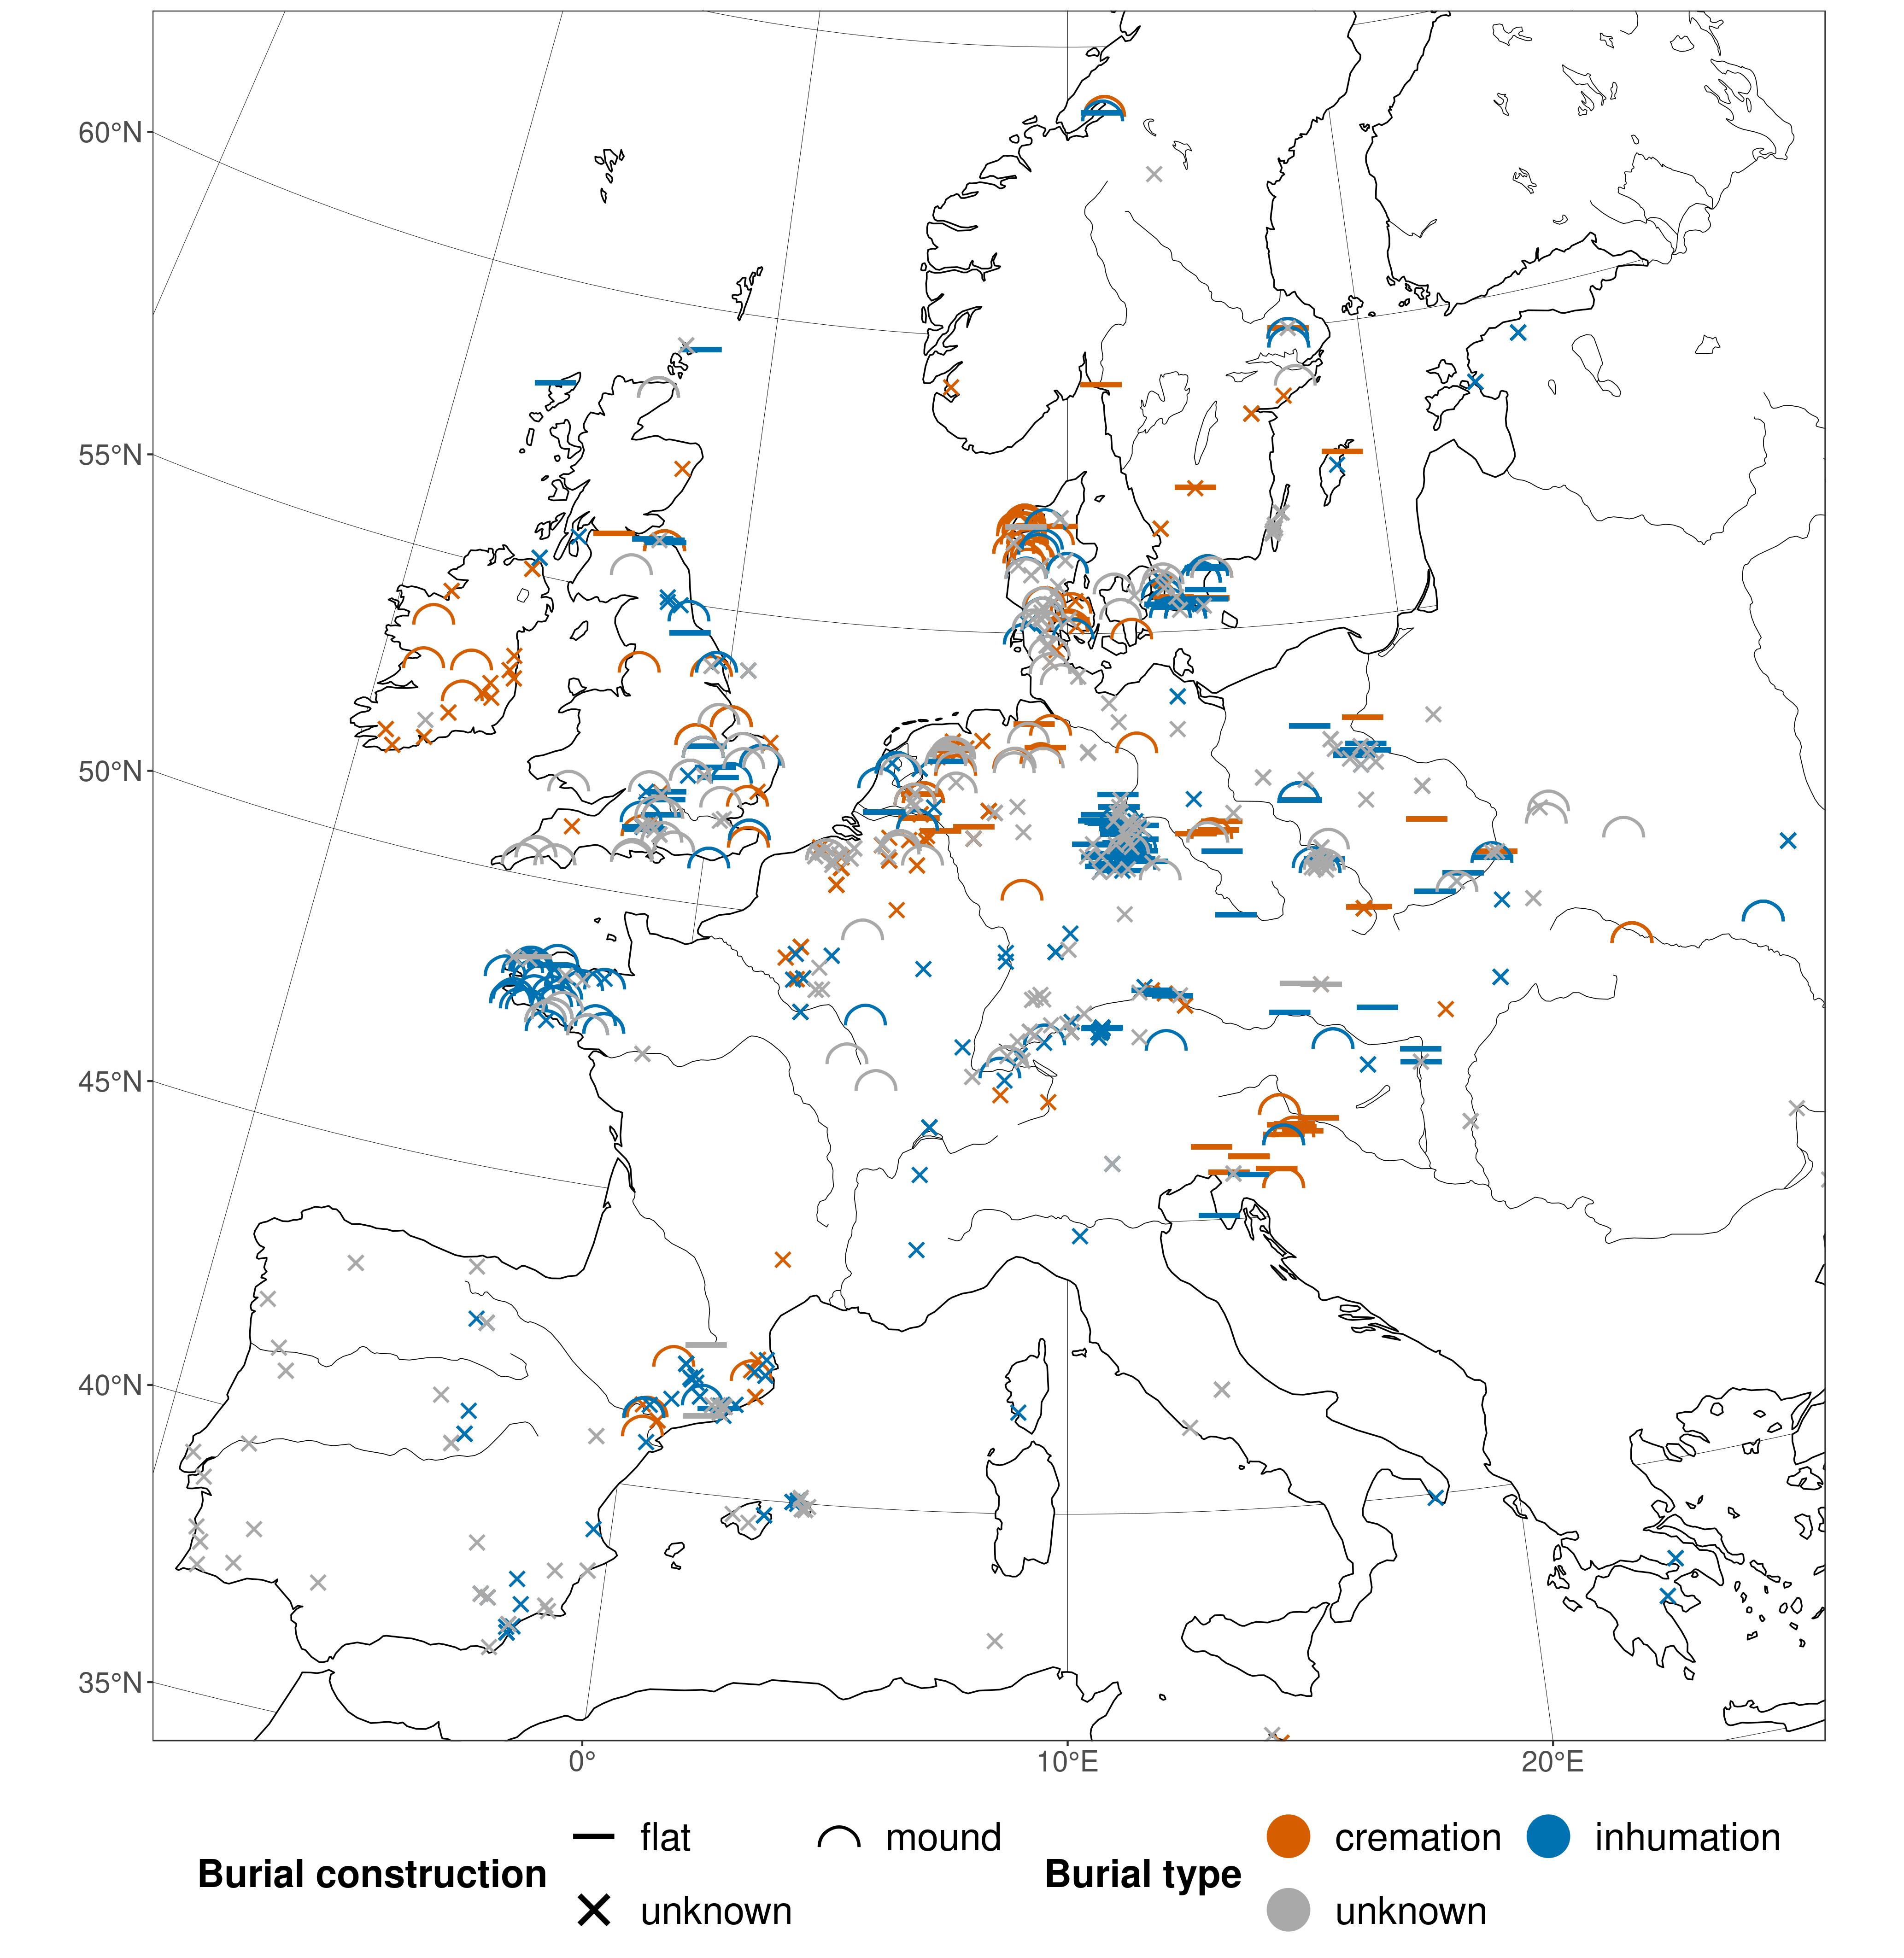 60°N
55°N
50°N
45°N
40°N
35°N
0° 10°E 20°E
Burial construction
flat mound
unknown
Burial type
cremation inhumation
unknown